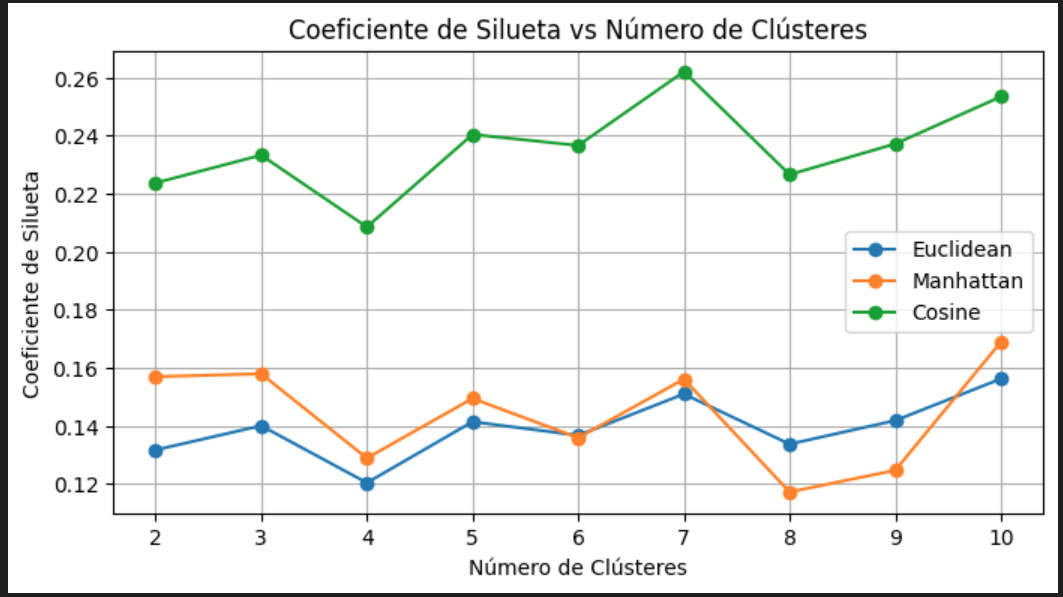 Coeficiente de Silueta vs Número de Clústeres
Coeficiente de Silueta
0.26
0.24
0.22
0.20
0.18
0.16
0.14
0.12
Euclidean
Manhattan
Cosine
2 3 4 5 6 7 8 9 10
Número de Clústeres